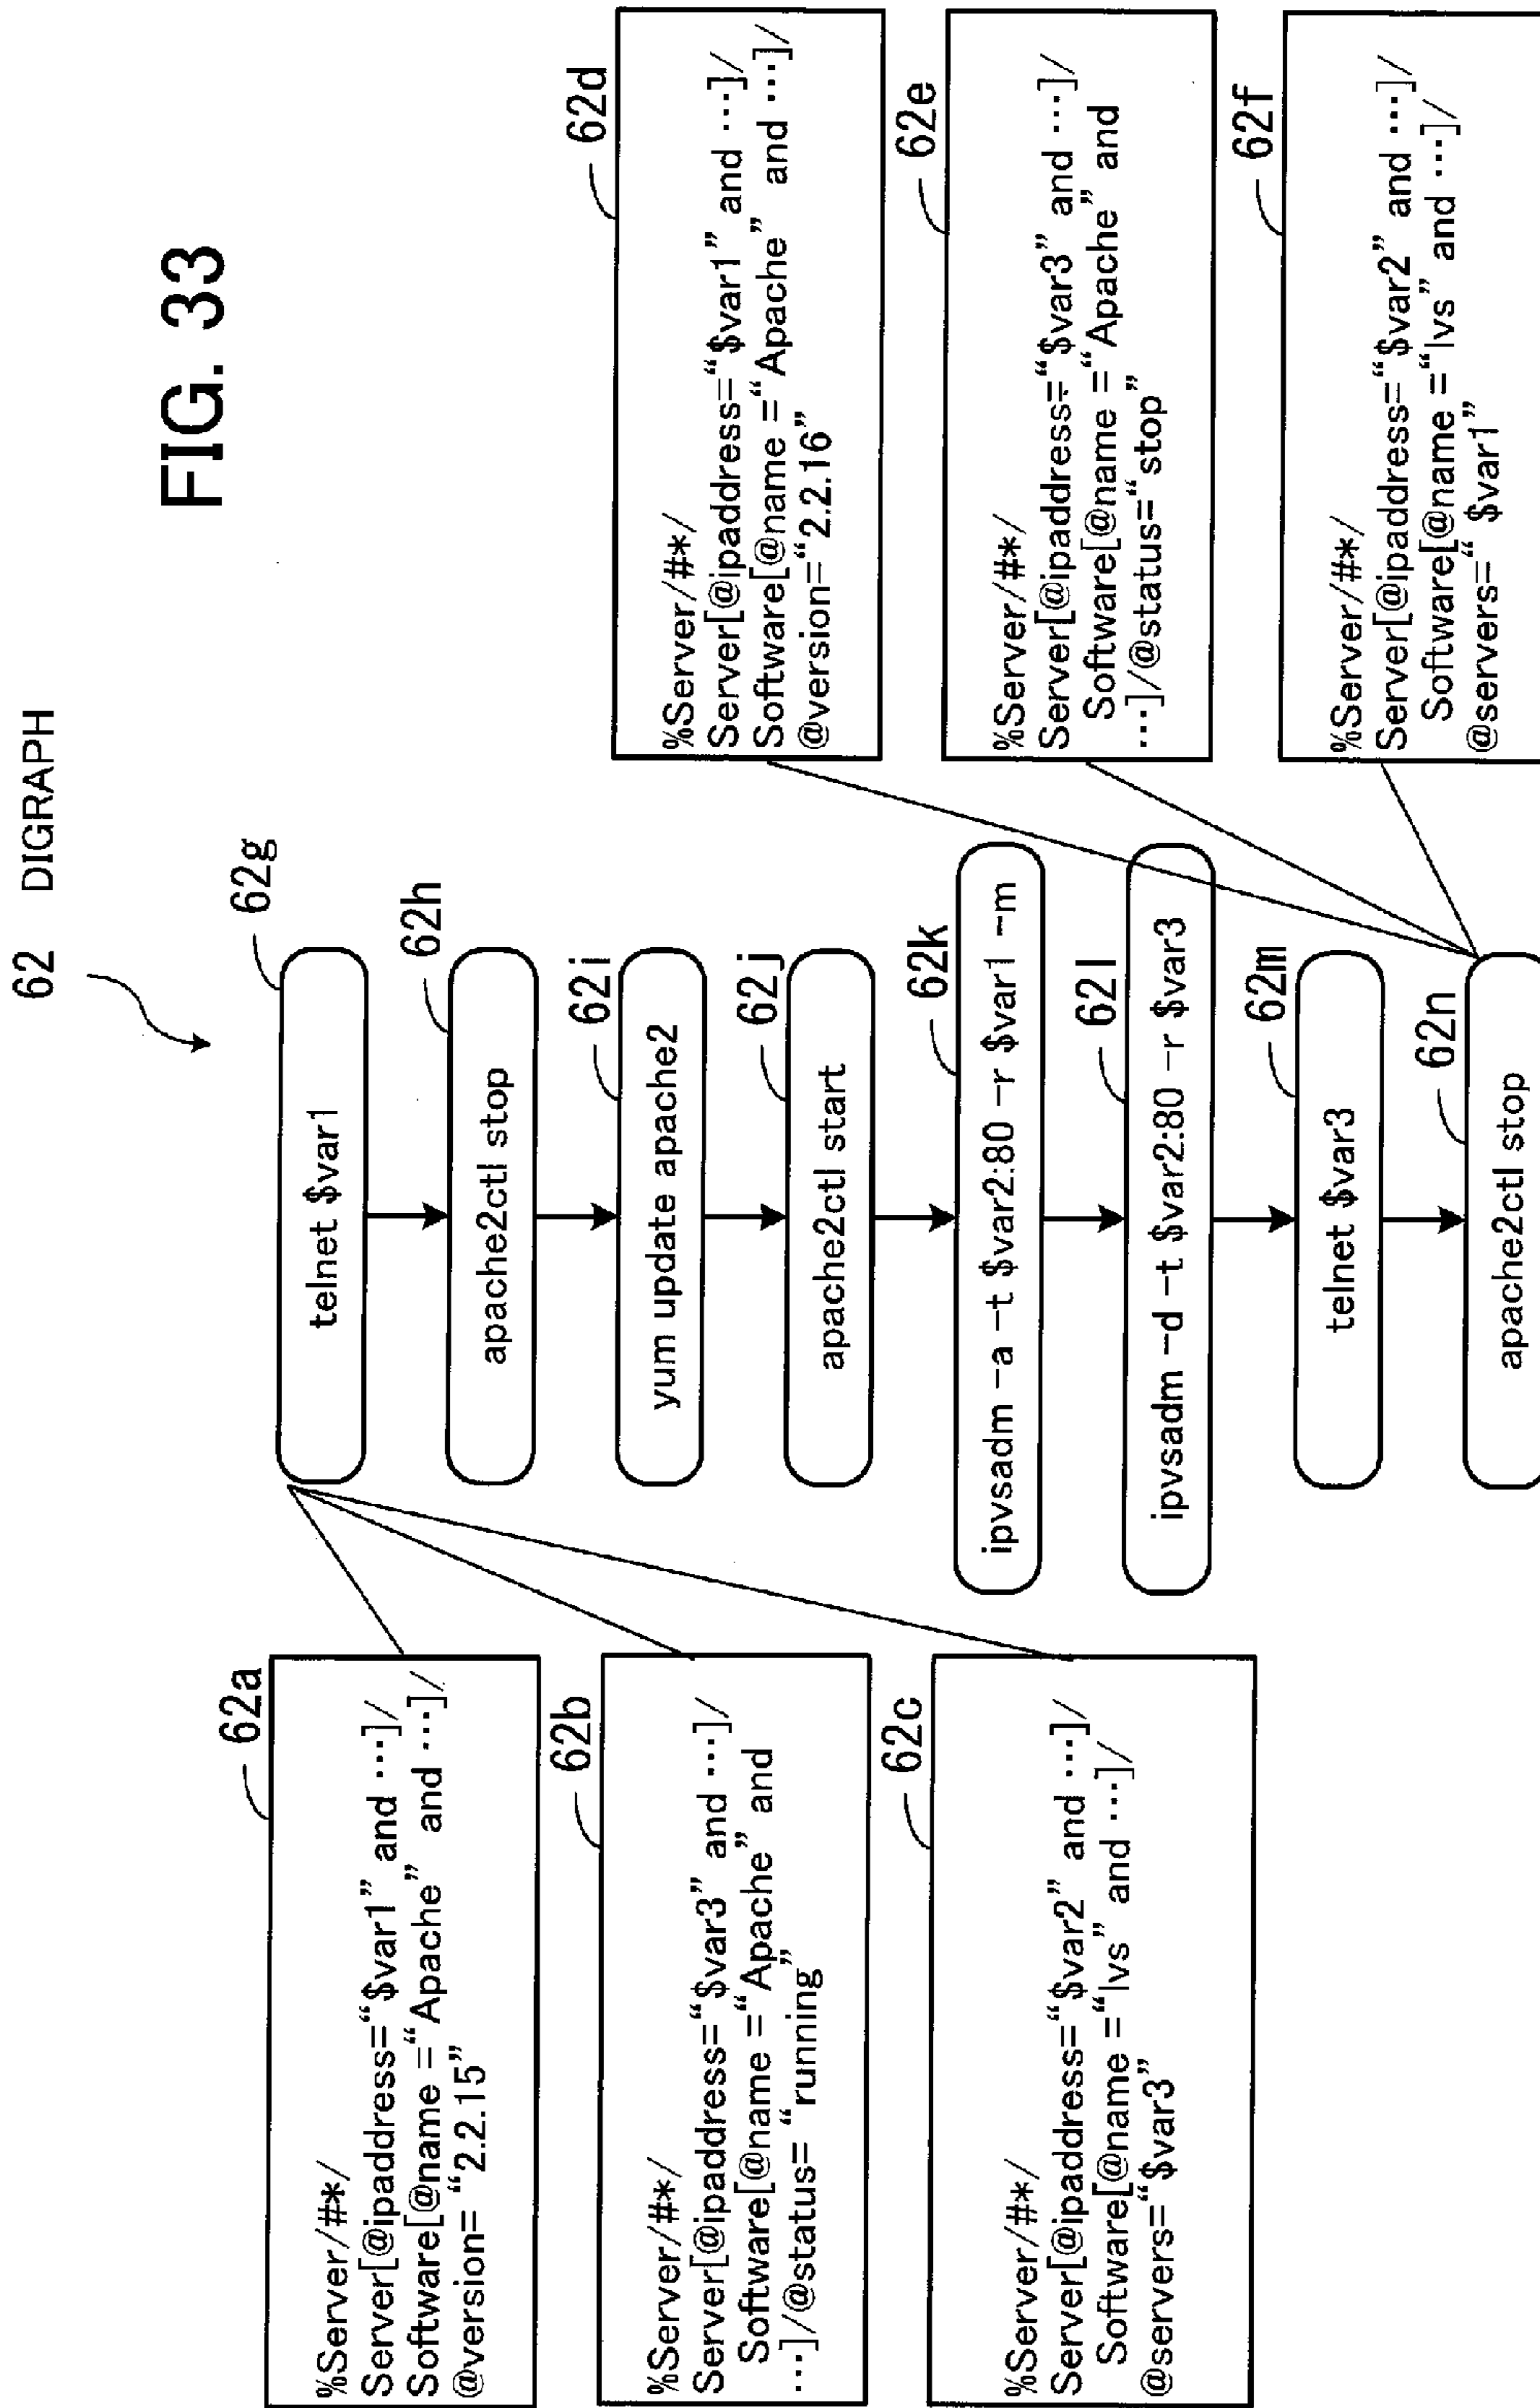 FIG. 33
62 DIGRAPH
62a
%Server/#*/
Server[@ipaddress=“$var1” and …]/
Software[@name =“Apache” and …]/
@version= “2.2.15”
62b
%Server/#*/
Server[@ipaddress=“$var3” and …]/
Software[@name =“Apache” and
…]/@status= “running”
62c
%Server/#*/
Server[@ipaddress=“$var2” and …]/
Software[@name =“lvs” and …]/
@servers=“$var3”
62g
telnet $var1
62h
apache2ctl stop
62i
yum update apache2
62j
apache2ctl start
62k
ipvsadm –a –t $var2:80 –r $var1 –m
62l
ipvsadm –d –t $var2:80 –r $var3
62m
telnet $var3
62n
apache2ctl stop
62d
%Server/#*/
Server[@ipaddress=“$var1” and …]/
Software[@name =“Apache” and …]/
@version=“2.2.16”
62e
%Server/#*/
Server[@ipaddress=“$var3” and …]/
Software[@name =“Apache” and
…]/@status=“stop”
62f
%Server/#*/
Server[@ipaddress=“$var2” and …]/
Software[@name =“lvs” and …]/
@servers=“ $var1”